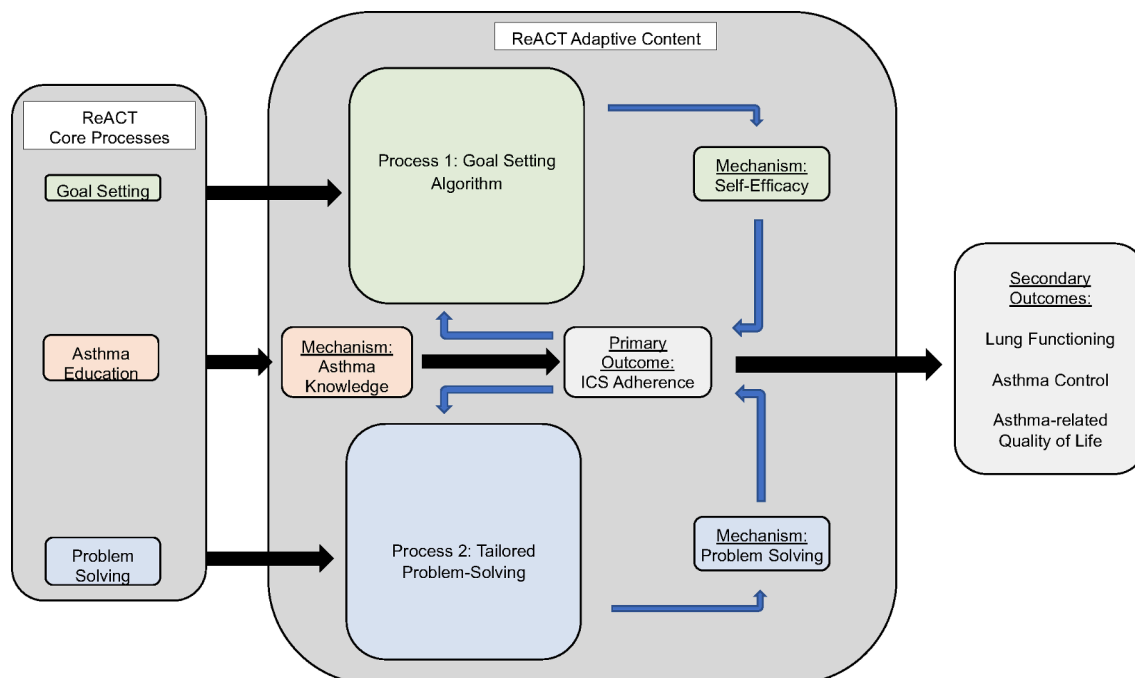 ReACT Adaptive Content
ReACT
Core Processes
Goal Setting
Asthma
Education
Problem
Solving
Process 1: Goal Setting
Algorithm
Mechanism:
Self-Efficacy
Mechanism:
Asthma
Knowledge
Primary
Outcome:
ICS Adherence
Process 2: Tailored
Problem-Solving
Mechanism:
Problem Solving
Secondary
Outcomes:
Lung Functioning
Asthma Control
Asthma-related
Quality of Life